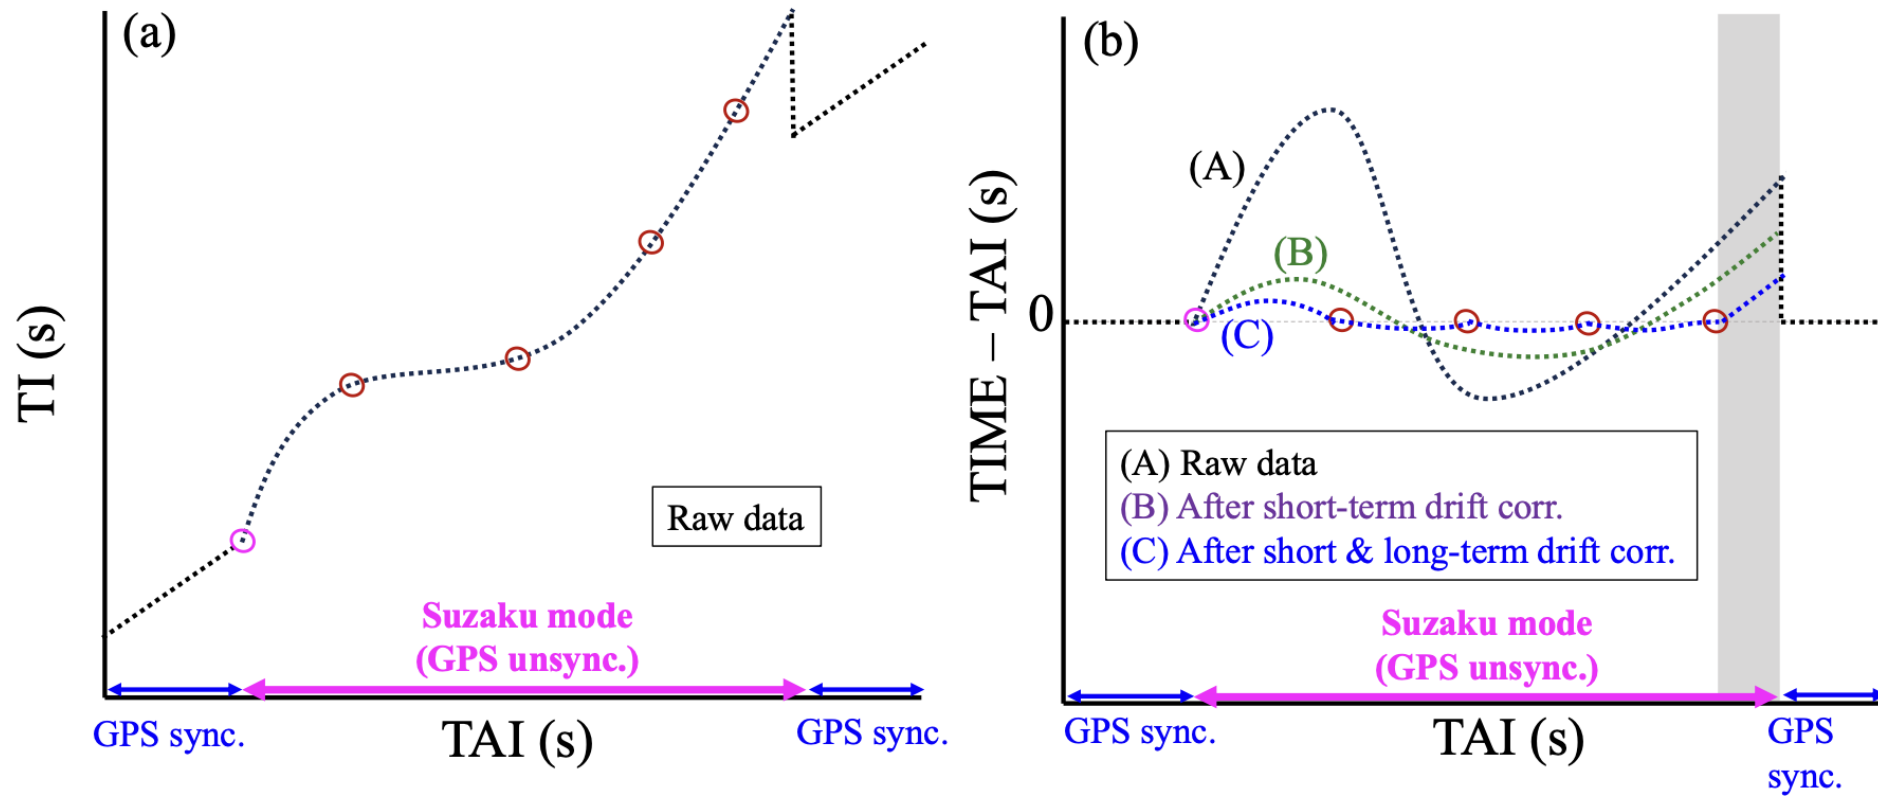 (a)
TI (s)
Raw data
Suzaku mode
(GPS unsync.)
GPS sync.
TAI (s)
GPS sync.
(b)
TIME – TAI (s)
0
(A)
(B)
(C)
(A) Raw data
(B) After short-term drift corr.
(C) After short & long-term drift corr.
Suzaku mode
(GPS unsync.)
GPS sync.
TAI (s)
GPS
sync.